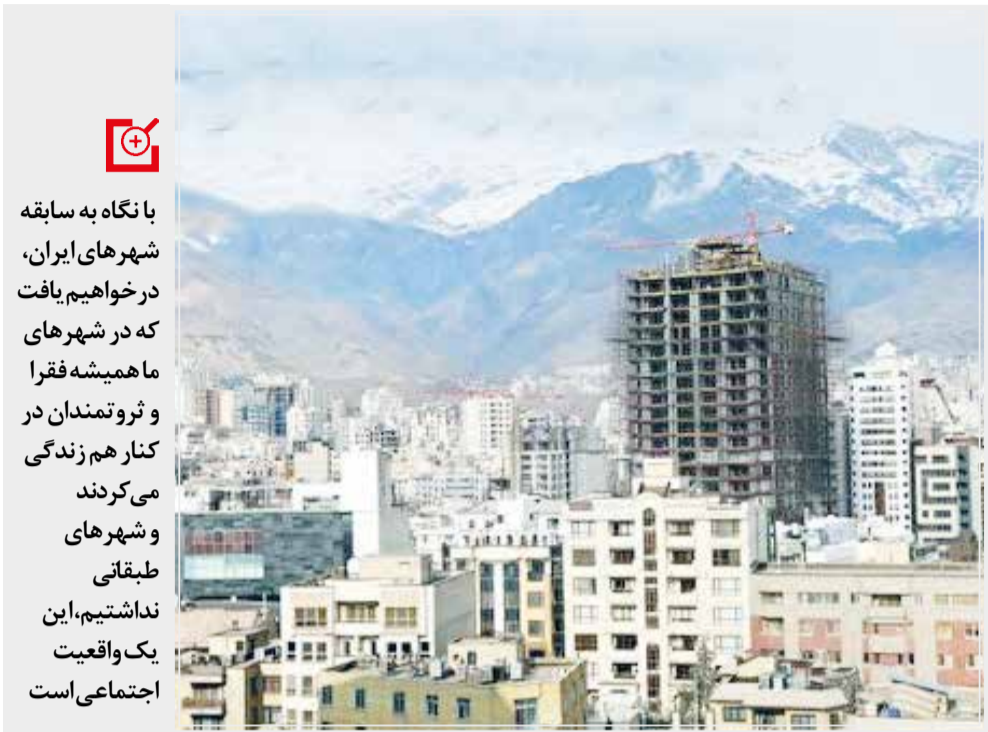 با نگاه به سابقه
شهرهای ایران،
درخواهیم یافت
که در شهرهای
ما همیشه فقرا
و ثروتمندان در
کنار هم زندگی
می‌کردند
و شهرهای
طبقاتی
نداشتیم،این
یک واقعیت
اجتماعی است